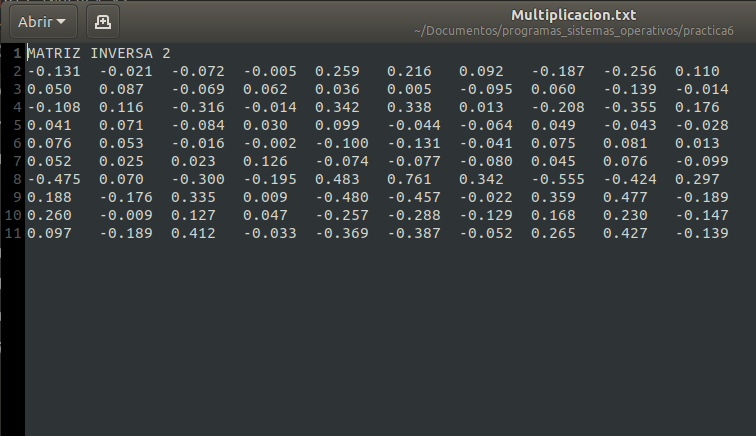 Abrir
Multiplicacion.txt
~/Documentos/programas_sistemas_operativos/practica6
1 MATRIZ INVERSA 2
2 -0.131 -0.021 -0.072 -0.005 0.259 0.216 0.092 -0.187 -0.256 0.110
3 0.050 0.087 -0.069 0.062 0.036 0.005 -0.095 0.060 -0.139 -0.014
4 -0.108 0.116 -0.316 -0.014 0.342 0.338 0.013 -0.208 -0.355 0.176
5 0.041 0.071 -0.084 0.030 0.099 -0.044 -0.064 0.049 -0.043 -0.028
6 0.076 0.053 -0.016 -0.002 -0.100 -0.131 -0.041 0.075 0.081 0.013
7 0.052 0.025 0.023 0.126 -0.074 -0.077 -0.080 0.045 0.076 -0.099
8 -0.475 0.070 -0.300 -0.195 0.483 0.761 0.342 -0.555 -0.424 0.297
9 0.188 -0.176 0.335 0.009 -0.480 -0.457 -0.022 0.359 0.477 -0.189
10 0.260 -0.009 0.127 0.047 -0.257 -0.288 -0.129 0.168 0.230 -0.147
11 0.097 -0.189 0.412 -0.033 -0.369 -0.387 -0.052 0.265 0.427 -0.139